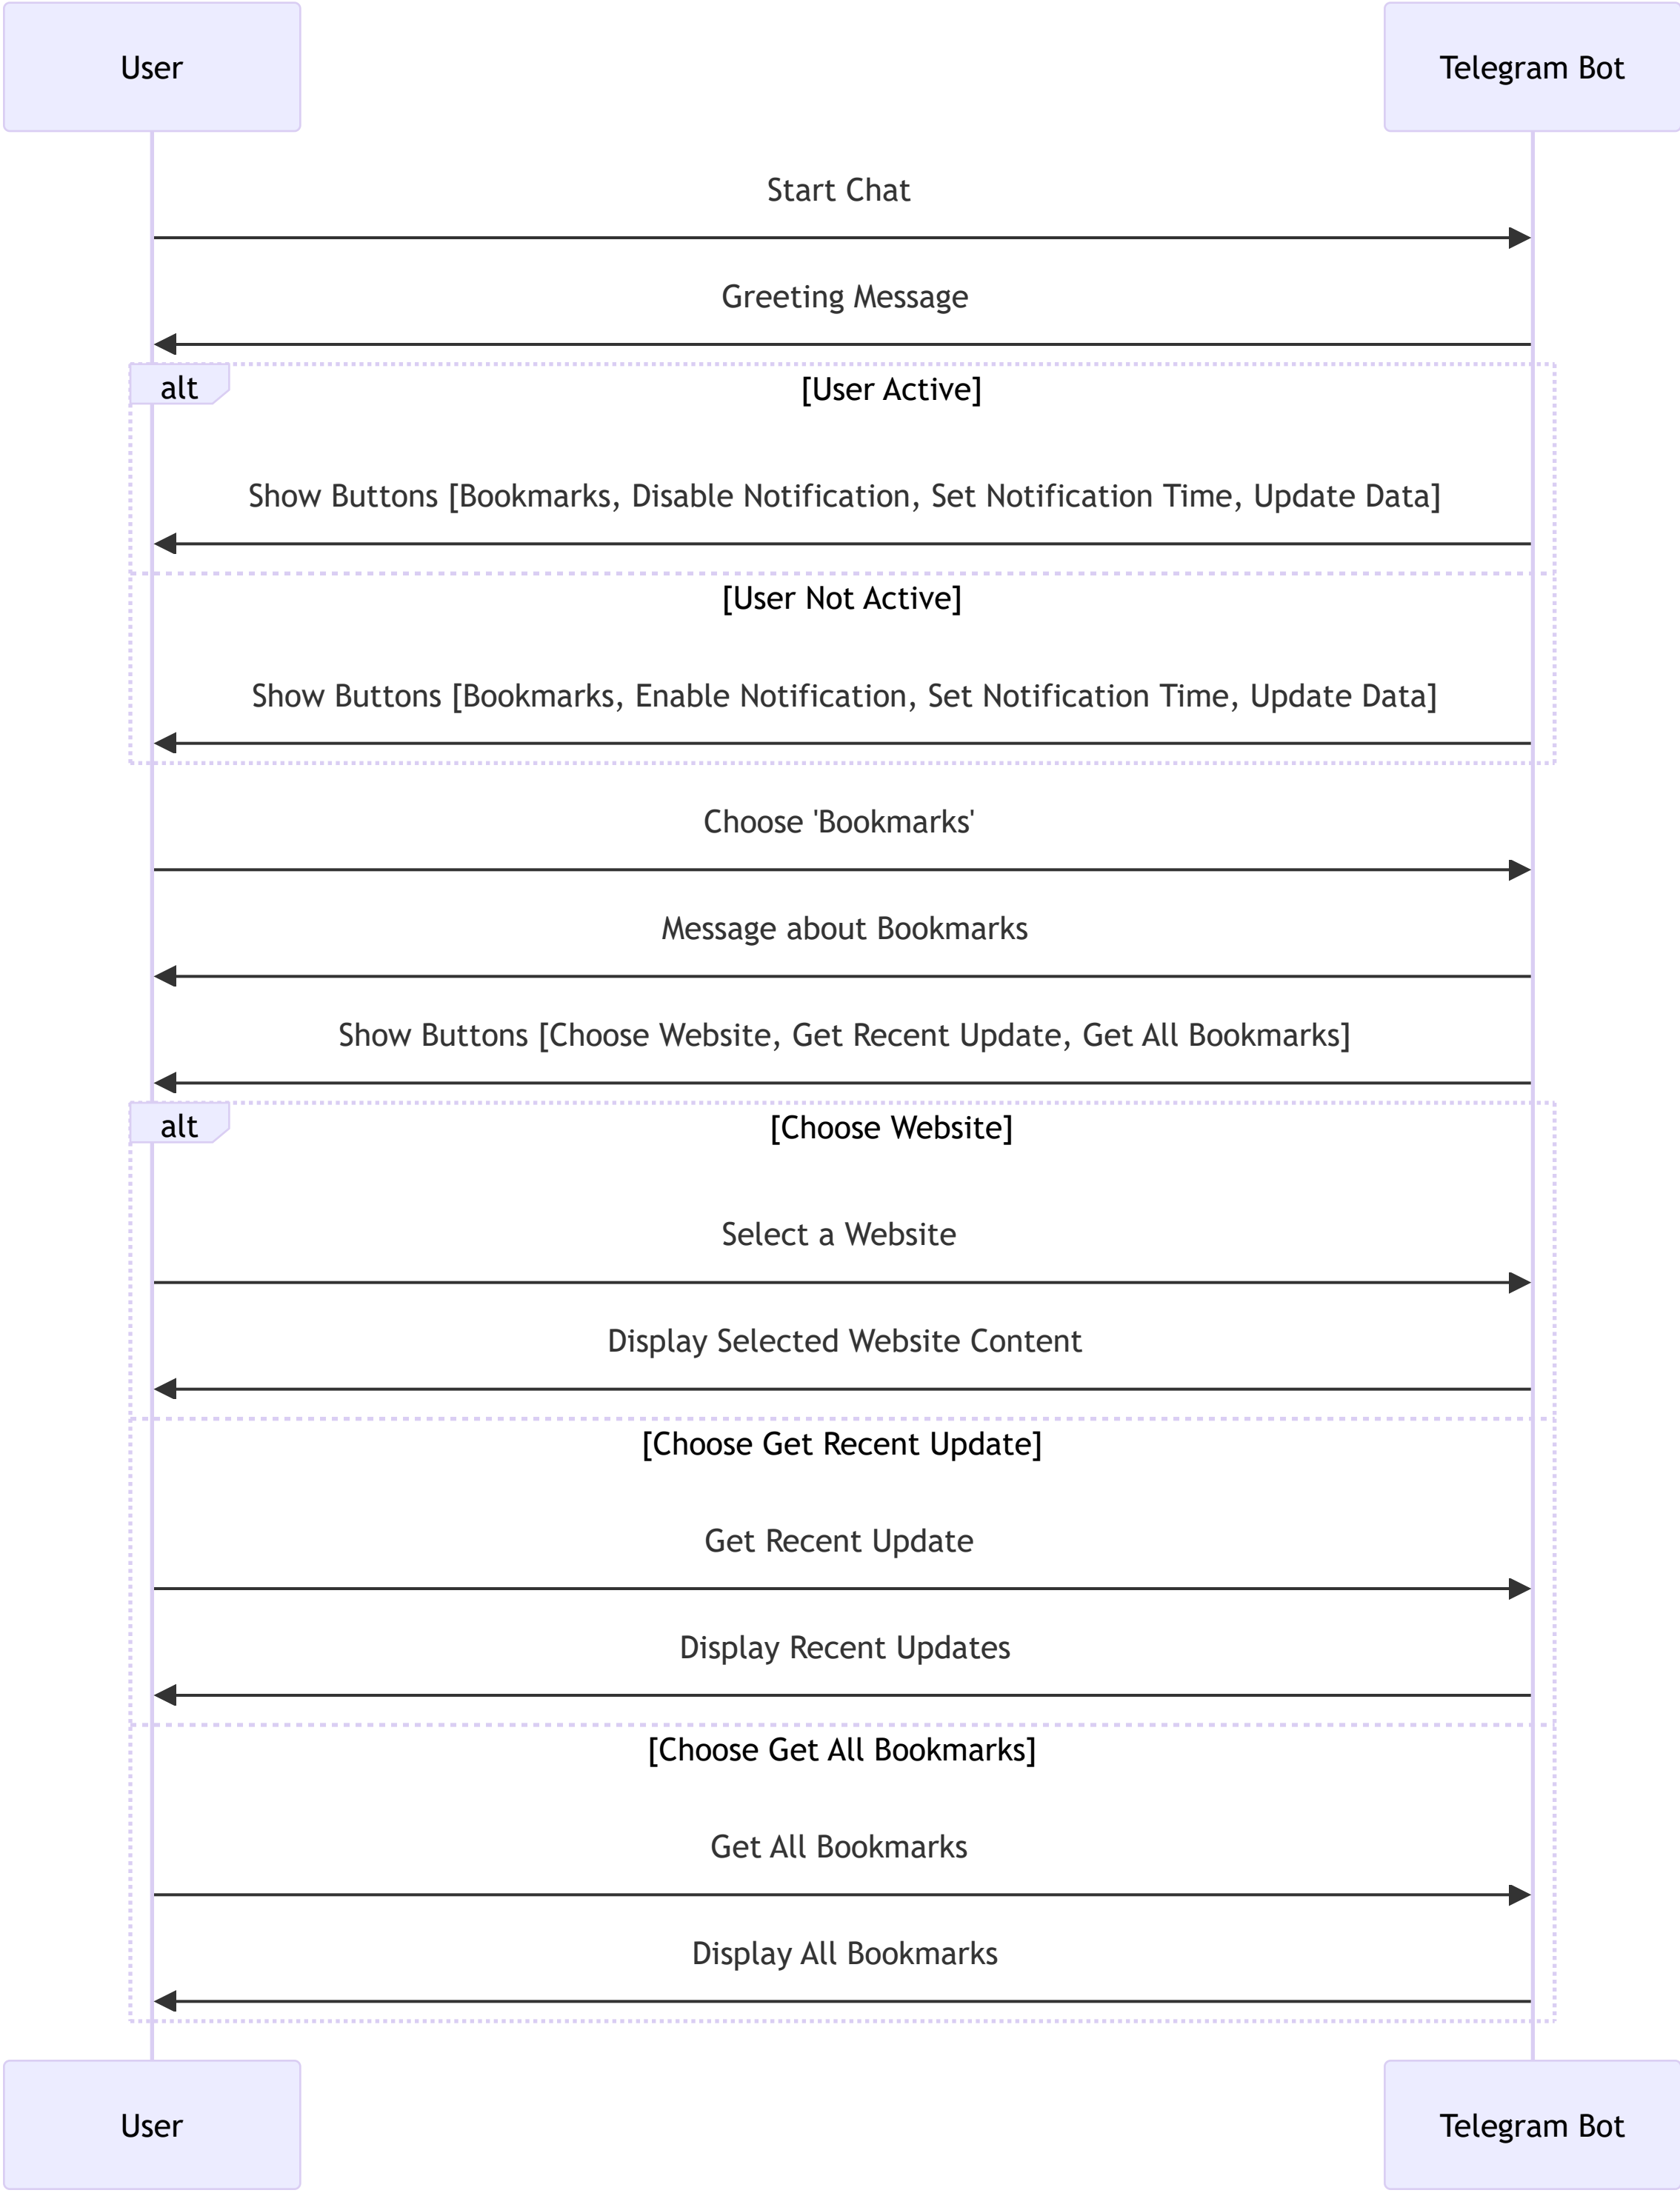 User
Telegram Bot
Start Chat
Greeting Message
alt
[User Active]
Show Buttons [Bookmarks, Disable Notification, Set Notification Time, Update Data]
[User Not Active]
Show Buttons [Bookmarks, Enable Notification, Set Notification Time, Update Data]
Choose 'Bookmarks'
Message about Bookmarks
Show Buttons [Choose Website, Get Recent Update, Get All Bookmarks]
alt
[Choose Website]
Select a Website
Display Selected Website Content
[Choose Get Recent Update]
Get Recent Update
Display Recent Updates
[Choose Get All Bookmarks]
Get All Bookmarks
Display All Bookmarks
User
Telegram Bot